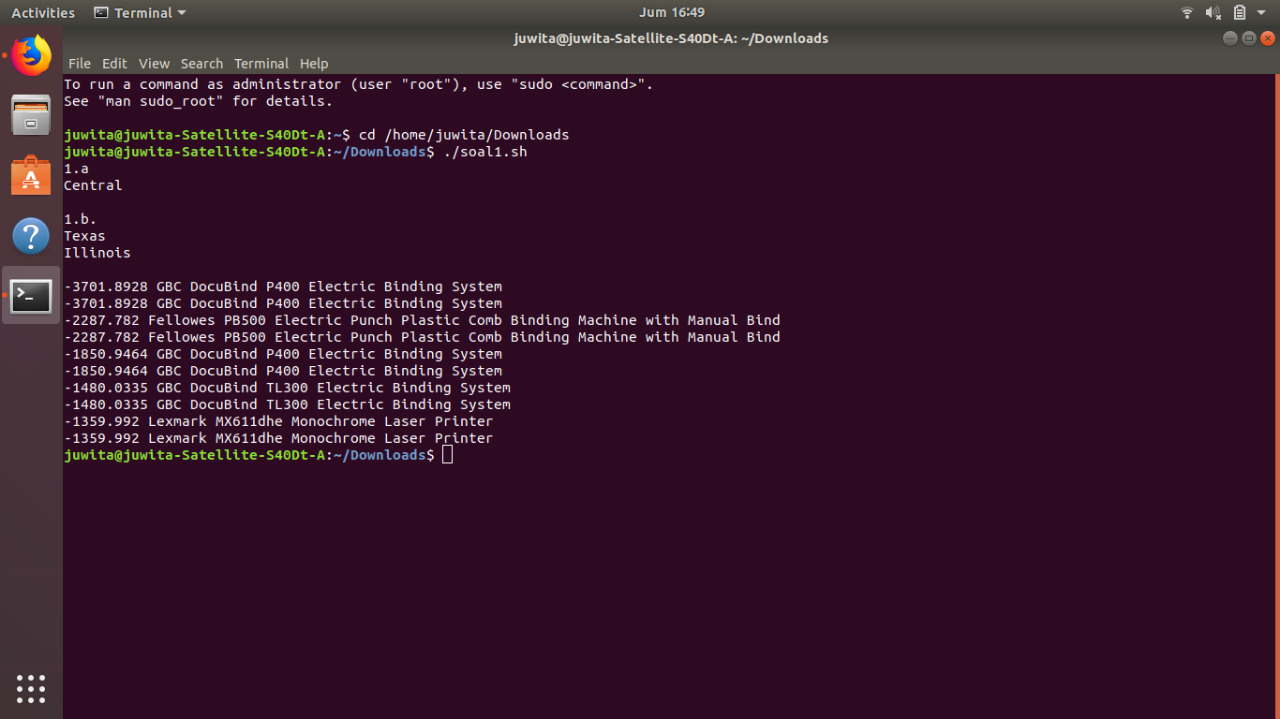 Activities Terminal Jum 16:49
juwita@juwita-Satellite-S40Dt-A: ~/Downloads
File Edit View Search Terminal Help
To run a command as administrator (user "root"), use "sudo <command>".
See "man sudo_root" for details.

juwita@juwita-Satellite-S40Dt-A:~$ cd /home/juwita/Downloads
juwita@juwita-Satellite-S40Dt-A:~/Downloads$ ./soal1.sh
1.a
Central

1.b.
Texas
Illinois

-3701.8928 GBC DocuBind P400 Electric Binding System
-3701.8928 GBC DocuBind P400 Electric Binding System
-2287.782 Fellowes PB500 Electric Punch Plastic Comb Binding Machine with Manual Bind
-2287.782 Fellowes PB500 Electric Punch Plastic Comb Binding Machine with Manual Bind
-1850.9464 GBC DocuBind P400 Electric Binding System
-1850.9464 GBC DocuBind P400 Electric Binding System
-1480.0335 GBC DocuBind TL300 Electric Binding System
-1480.0335 GBC DocuBind TL300 Electric Binding System
-1359.992 Lexmark MX611dhe Monochrome Laser Printer
-1359.992 Lexmark MX611dhe Monochrome Laser Printer
juwita@juwita-Satellite-S40Dt-A:~/Downloads$